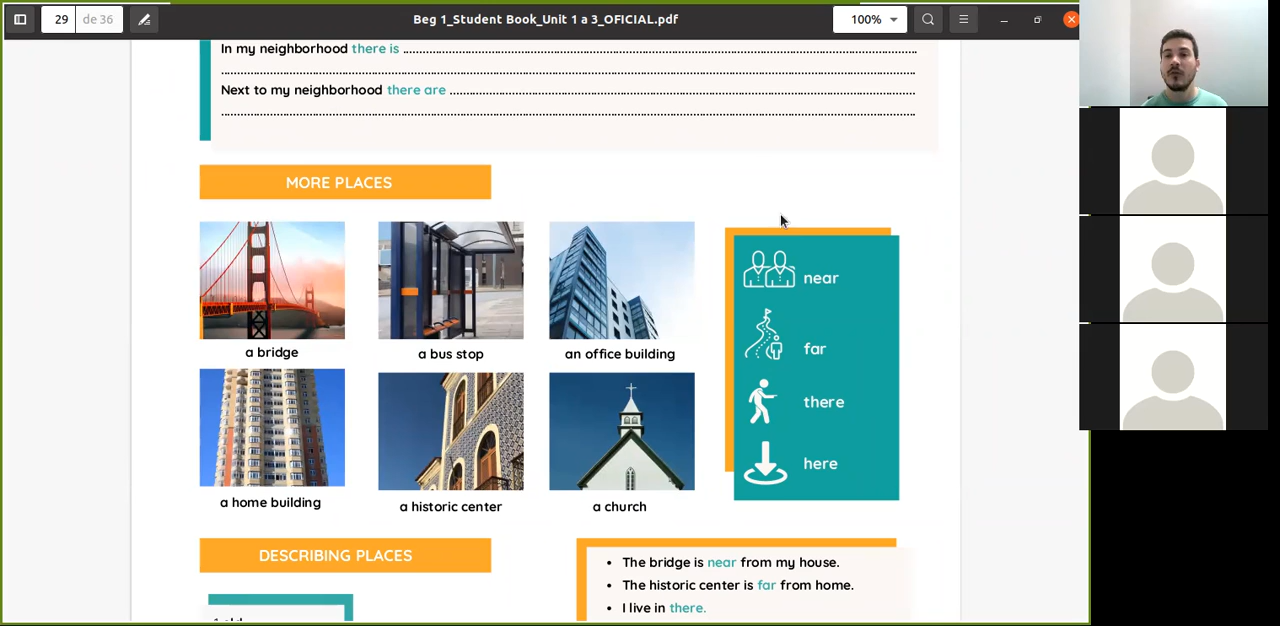 29 de 36 Beg 1_Student Book_Unit 1 a 3_OFICIAL.pdf 100%
In my neighborhood there is
Next to my neighborhood there are
MORE PLACES
a bridge
a bus stop
an office building
near
far
there
here
a home building
a historic center
a church
DESCRIBING PLACES
• The bridge is near from my house.
• The historic center is far from home.
• I live in there.